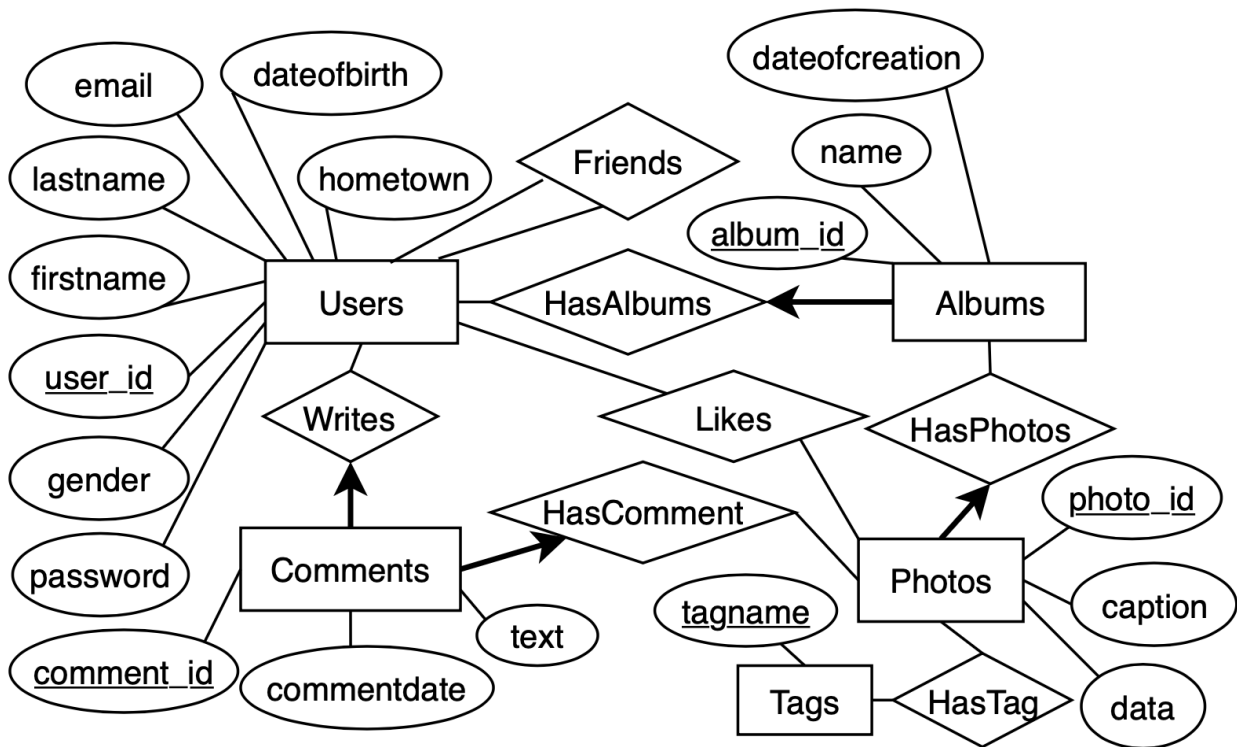 dateofcreation
dateofbirth
email
name
Friends
lastname
hometown
album_id
firstname
Users
HasAlbums
Albums
user_id
Writes
Likes
HasPhotos
gender
photo_id
HasComment
password
Comments
Photos
caption
tagname
text
comment_id
commentdate
Tags
HasTag
data